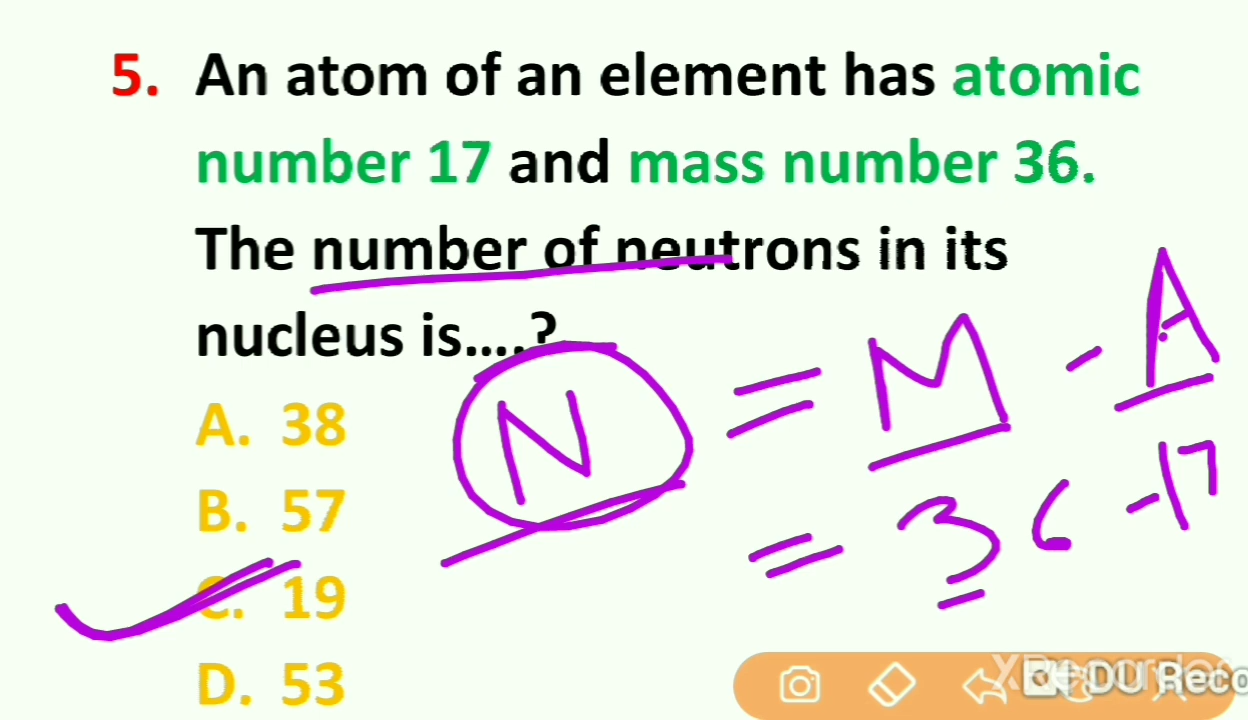 5. An atom of an element has atomic
number 17 and mass number 36.
The number of neutrons in its
nucleus is....?
N = M - A
A. 38
= 36 - 17
B. 57
C. 19
D. 53